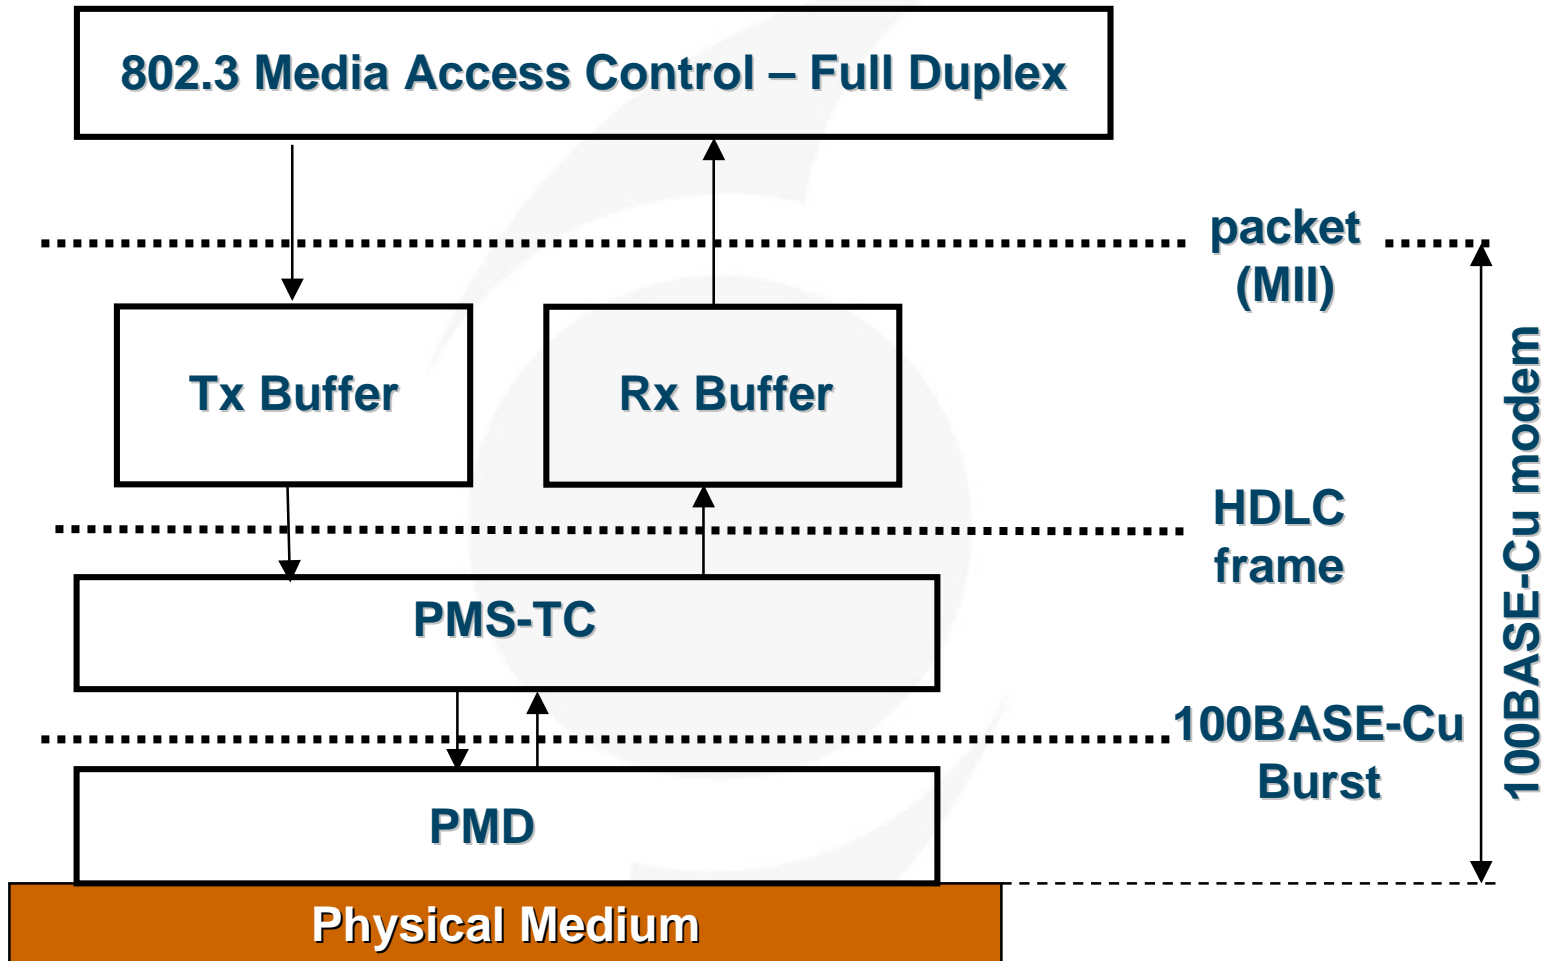 802.3 Media Access Control – Full Duplex
packet
(MII)
Tx Buffer
Rx Buffer
HDLC
frame
PMS-TC
100BASE-Cu
Burst
PMD
Physical Medium
100BASE-Cu modem